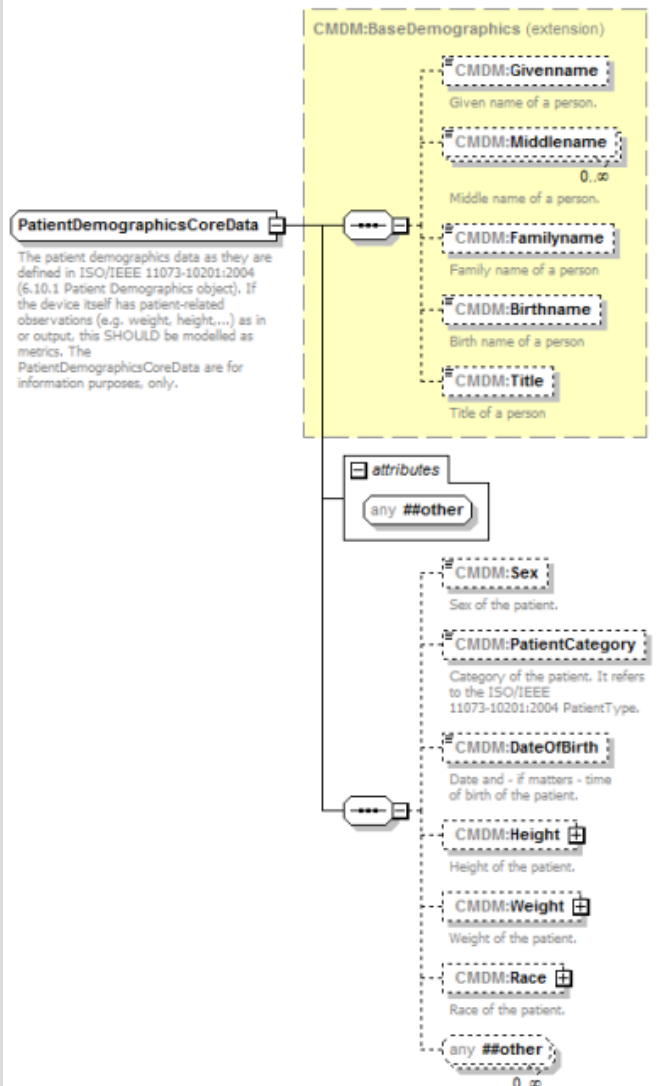 CMDM:BaseDemographics (extension)
CMDM:Givenname
Given name of a person.
CMDM:Middlename
0..∞
Middle name of a person.
PatientDemographicsCoreData
The patient demographics data as they are
defined in ISO/IEEE 11073-10201:2004
(6.10.1 Patient Demographics object). If
the device itself has patient-related
observations (e.g. weight, height,...) as in
or output, this SHOULD be modelled as
metrics. The
PatientDemographicsCoreData are for
information purposes, only.
CMDM:Familyname
Family name of a person
CMDM:Birthname
Birth name of a person
CMDM:Title
Title of a person
attributes
any ##other
CMDM:Sex
Sex of the patient.
CMDM:PatientCategory
Category of the patient. It refers
to the ISO/IEEE
11073-10201:2004 PatientType.
CMDM:DateOfBirth
Date and - if matters - time
of birth of the patient.
CMDM:Height
Height of the patient.
CMDM:Weight
Weight of the patient.
CMDM:Race
Race of the patient.
any ##other
0..∞